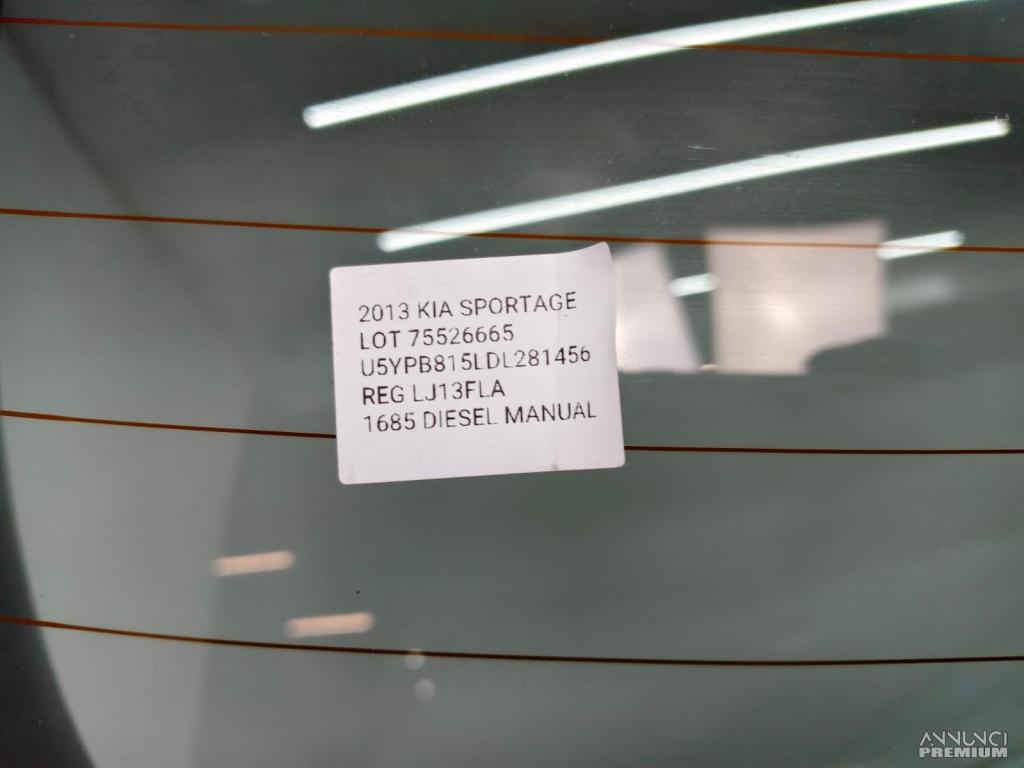 2013 KIA SPORTAGE
LOT 75526665
U5YPB815LDL281456
REG LJ13FLA
1685 DIESEL MANUAL
ANNUNCI
PREMIUM